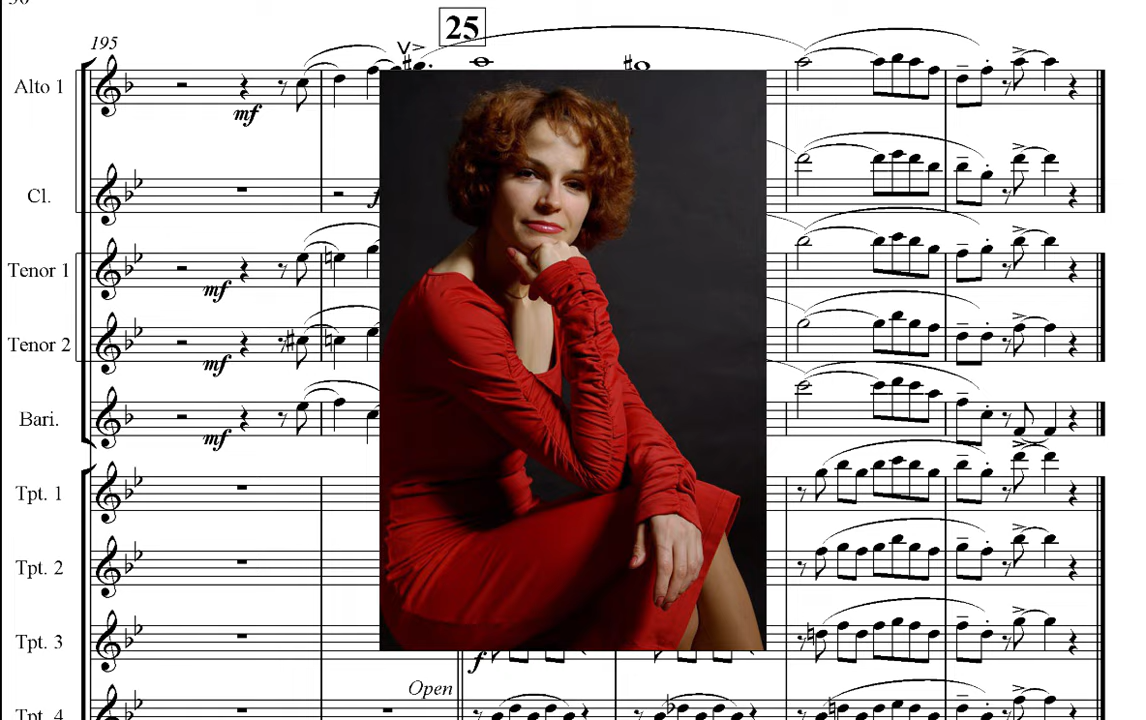 25
195
Alto 1
mf
Cl.
Tenor 1
mf
Tenor 2
mf
Bari.
mf
Tpt. 1
Tpt. 2
Tpt. 3
f
Open
Tpt. 4